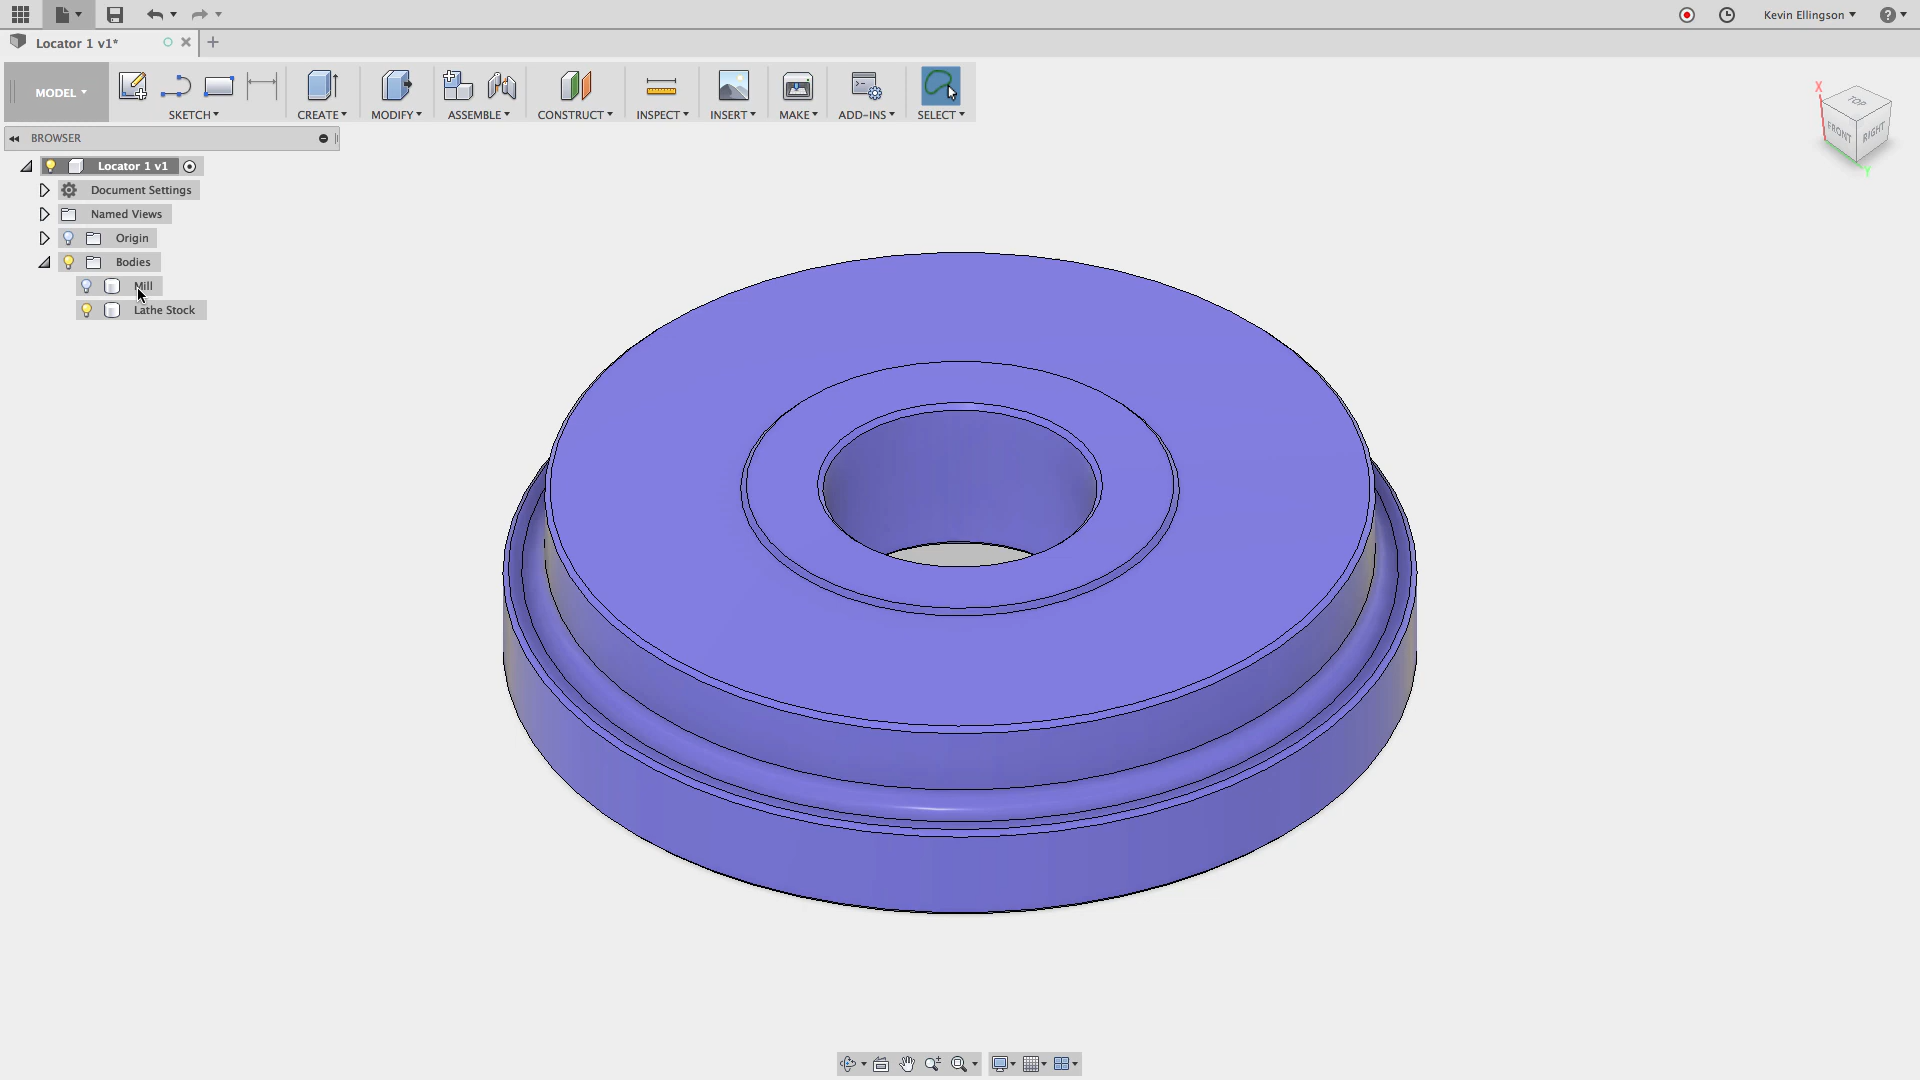 Kevin Ellingson
Locator 1 v1*
MODEL
SKETCH
CREATE
MODIFY
ASSEMBLE
CONSTRUCT
INSPECT
INSERT
MAKE
ADD-INS
SELECT
X
TOP
FRONT
RIGHT
Y
BROWSER
Locator 1 v1
Document Settings
Named Views
Origin
Bodies
Mill
Lathe Stock